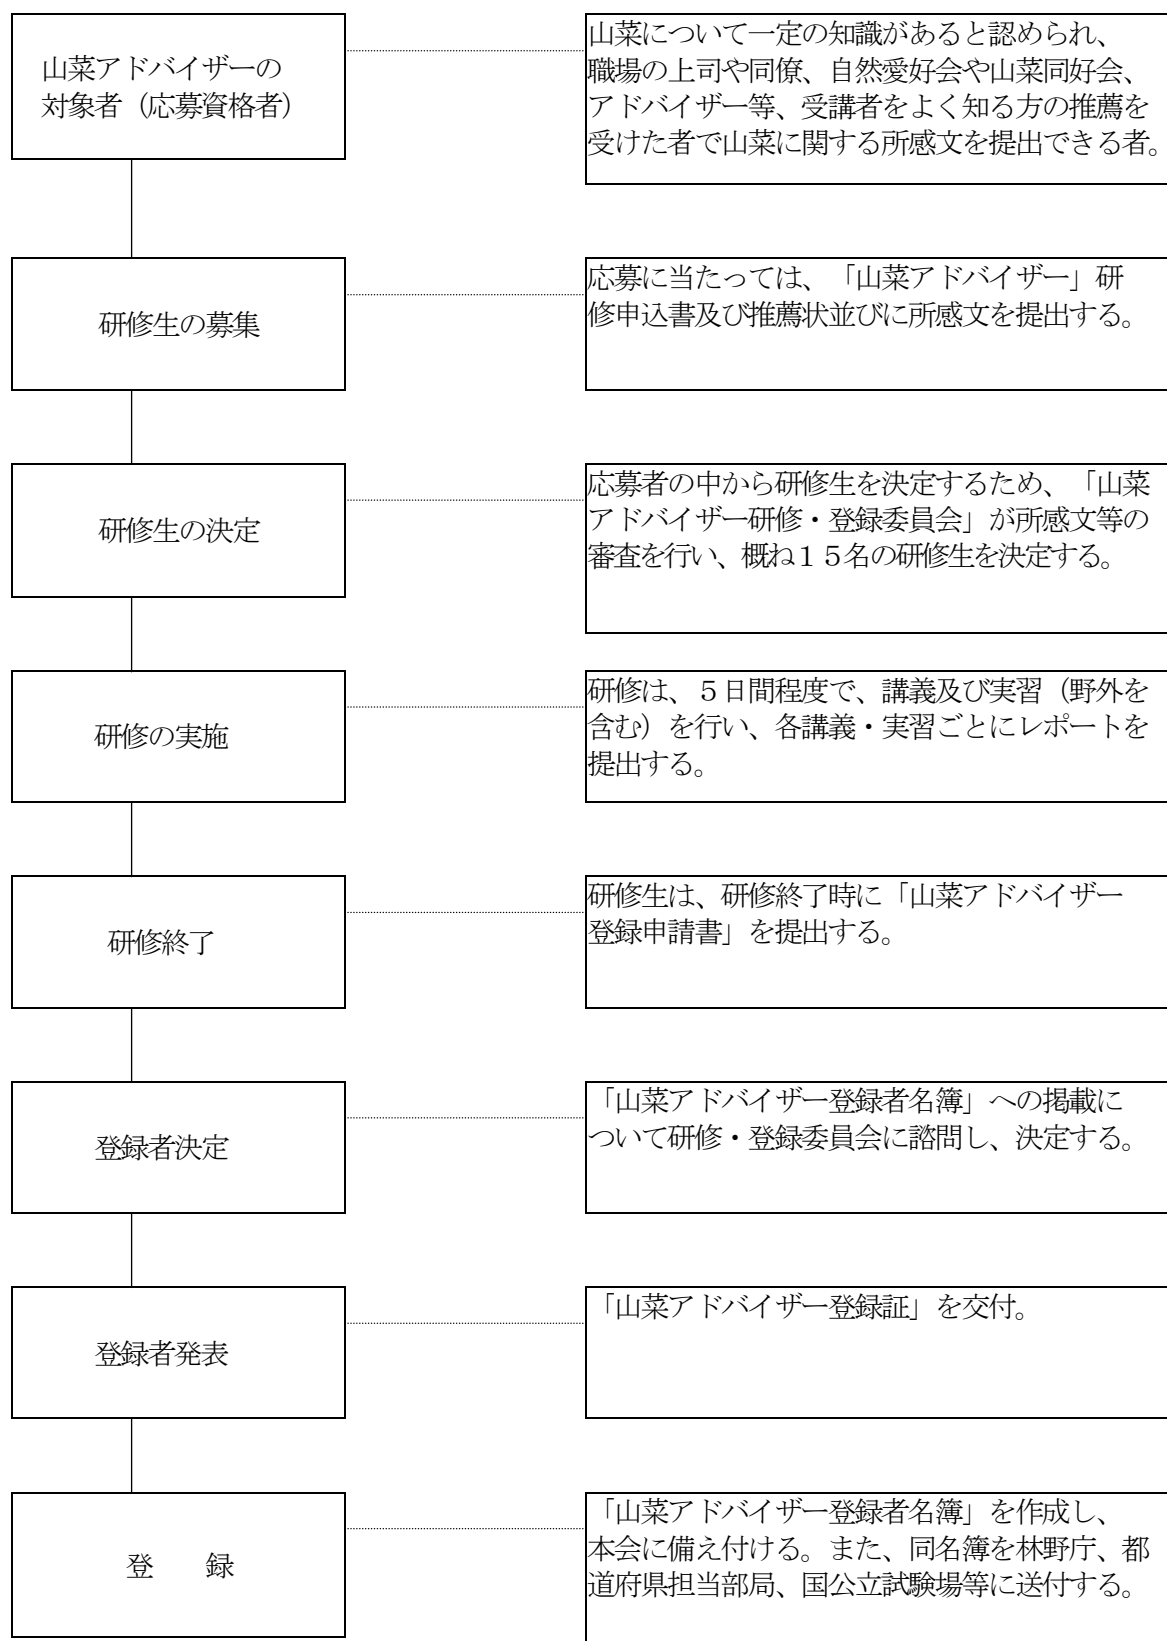 山菜アドバイザーの
対象者（応募資格者）
山菜について一定の知識があると認められ、
職場の上司や同僚、自然愛好会や山菜同好会、
アドバイザー等、受講者をよく知る方の推薦を
受けた者で山菜に関する所感文を提出できる者。
研修生の募集
応募に当たっては、「山菜アドバイザー」研
修申込書及び推薦状並びに所感文を提出する。
研修生の決定
応募者の中から研修生を決定するため、「山菜
アドバイザー研修・登録委員会」が所感文等の
審査を行い、概ね１５名の研修生を決定する。
研修の実施
研修は、５日間程度で、講義及び実習（野外を
含む）を行い、各講義・実習ごとにレポートを
提出する。
研修終了
研修生は、研修終了時に「山菜アドバイザー
登録申請書」を提出する。
登録者決定
「山菜アドバイザー登録者名簿」への掲載に
ついて研修・登録委員会に諮問し、決定する。
登録者発表
「山菜アドバイザー登録証」を交付。
登　　録
「山菜アドバイザー登録者名簿」を作成し、
本会に備え付ける。また、同名簿を林野庁、都
道府県担当部局、国公立試験場等に送付する。